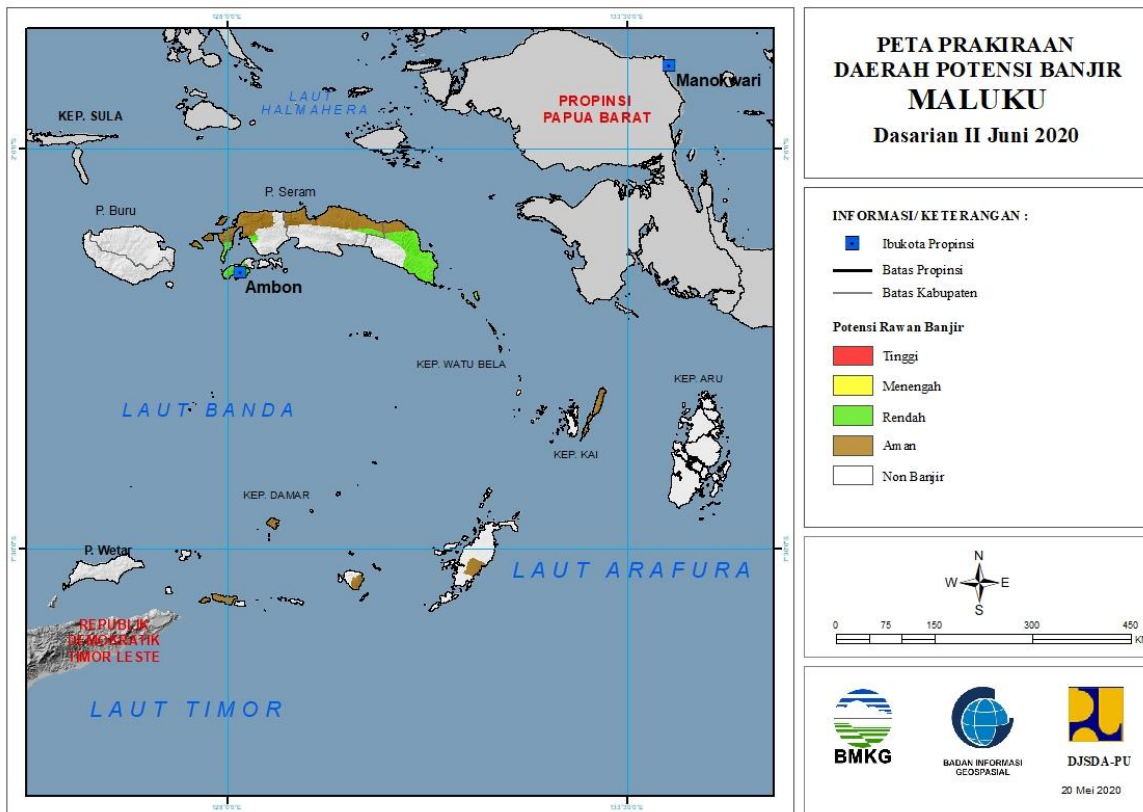 PETA PRAKIRAAN
DAERAH POTENSI BANJIR
MALUKU
Dasarian II Juni 2020
INFORMASI/ KETERANGAN :
Ibukota Propinsi
Batas Propinsi
Batas Kabupaten
Potensi Rawan Banjir
Tinggi
Menengah
Rendah
Aman
Non Banjir
N
W E
S
0 75 150 300 450
KM
BMKG
BADAN INFORMASI
GEOSPASIAL
DJSDA-PU
20 Mei 2020
Manokwari
LAUT
HALMAHERA
PROPINSI
PAPUA BARAT
KEP. SULA
P. Seram
P. Buru
Ambon
KEP. WATU BELA
KEP. ARU
LAUT BANDA
KEP. KAI
KEP. DAMAR
P. Wetar
LAUT ARAFURA
REPUBLIK
DEMOKRATIK
TIMOR LESTE
LAUT TIMOR